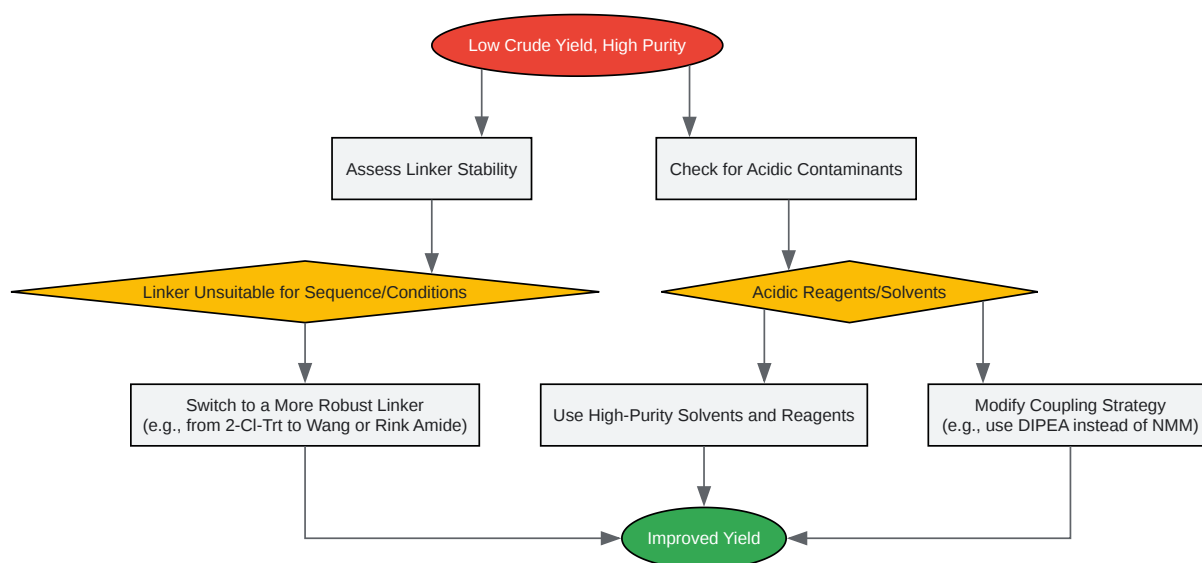 Low Crude Yield, High Purity
Assess Linker Stability
Check for Acidic Contaminants
Linker Unsuitable for Sequence/Conditions
Acidic Reagents/Solvents
Switch to a More Robust Linker
(e.g., from 2-Cl-Trt to Wang or Rink Amide)
Use High-Purity Solvents and Reagents
Modify Coupling Strategy
(e.g., use DIPEA instead of NMM)
Improved Yield